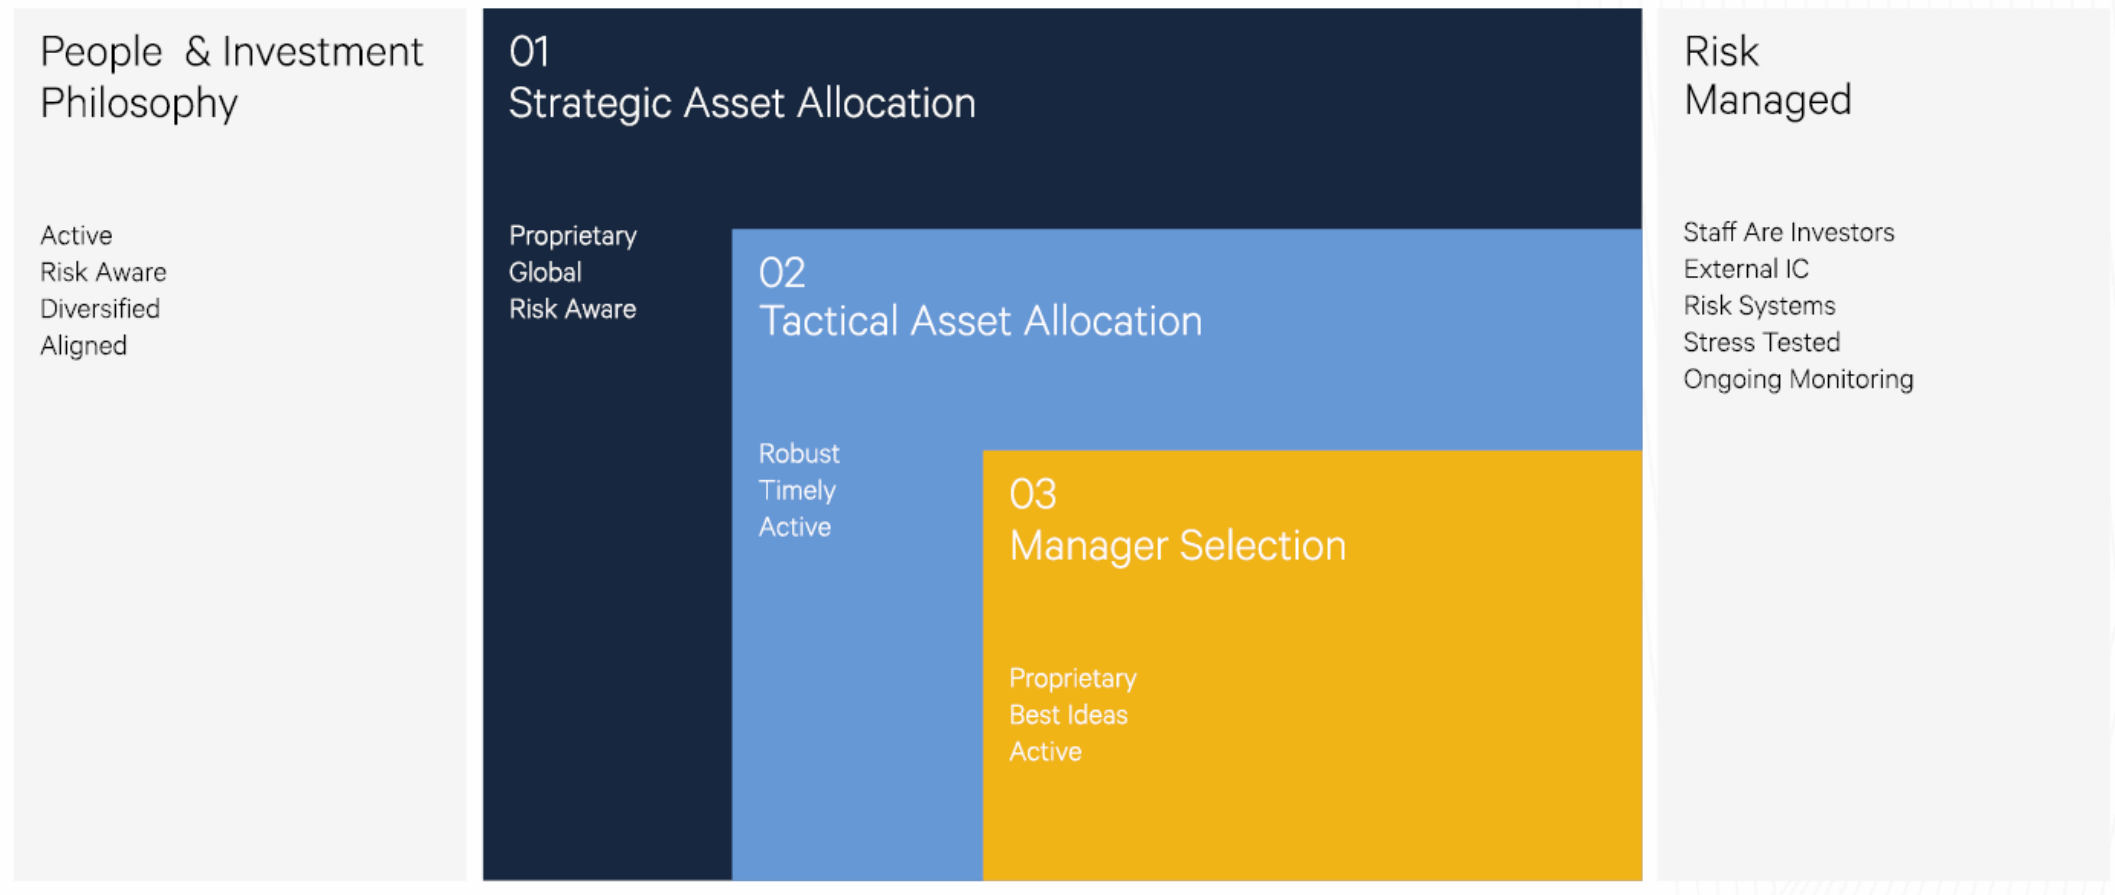 People & Investment
Philosophy
Active
Risk Aware
Diversified
Aligned
01
Strategic Asset Allocation
Proprietary
Global
Risk Aware
02
Tactical Asset Allocation
Robust
Timely
Active
03
Manager Selection
Proprietary
Best Ideas
Active
Risk
Managed
Staff Are Investors
External IC
Risk Systems
Stress Tested
Ongoing Monitoring